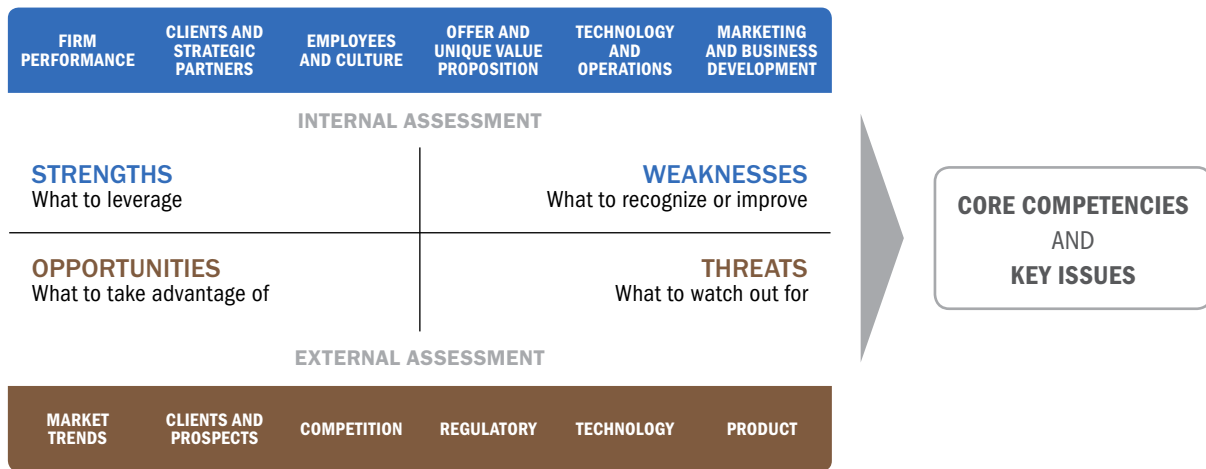 FIRM
PERFORMANCE
CLIENTS AND
STRATEGIC
PARTNERS
EMPLOYEES
AND CULTURE
OFFER AND
UNIQUE VALUE
PROPOSITION
TECHNOLOGY
AND
OPERATIONS
MARKETING
AND BUSINESS
DEVELOPMENT
INTERNAL ASSESSMENT
STRENGTHS
What to leverage
WEAKNESSES
What to recognize or improve
OPPORTUNITIES
What to take advantage of
THREATS
What to watch out for
EXTERNAL ASSESSMENT
MARKET
TRENDS
CLIENTS AND
PROSPECTS
COMPETITION
REGULATORY
TECHNOLOGY
PRODUCT
CORE COMPETENCIES
AND
KEY ISSUES